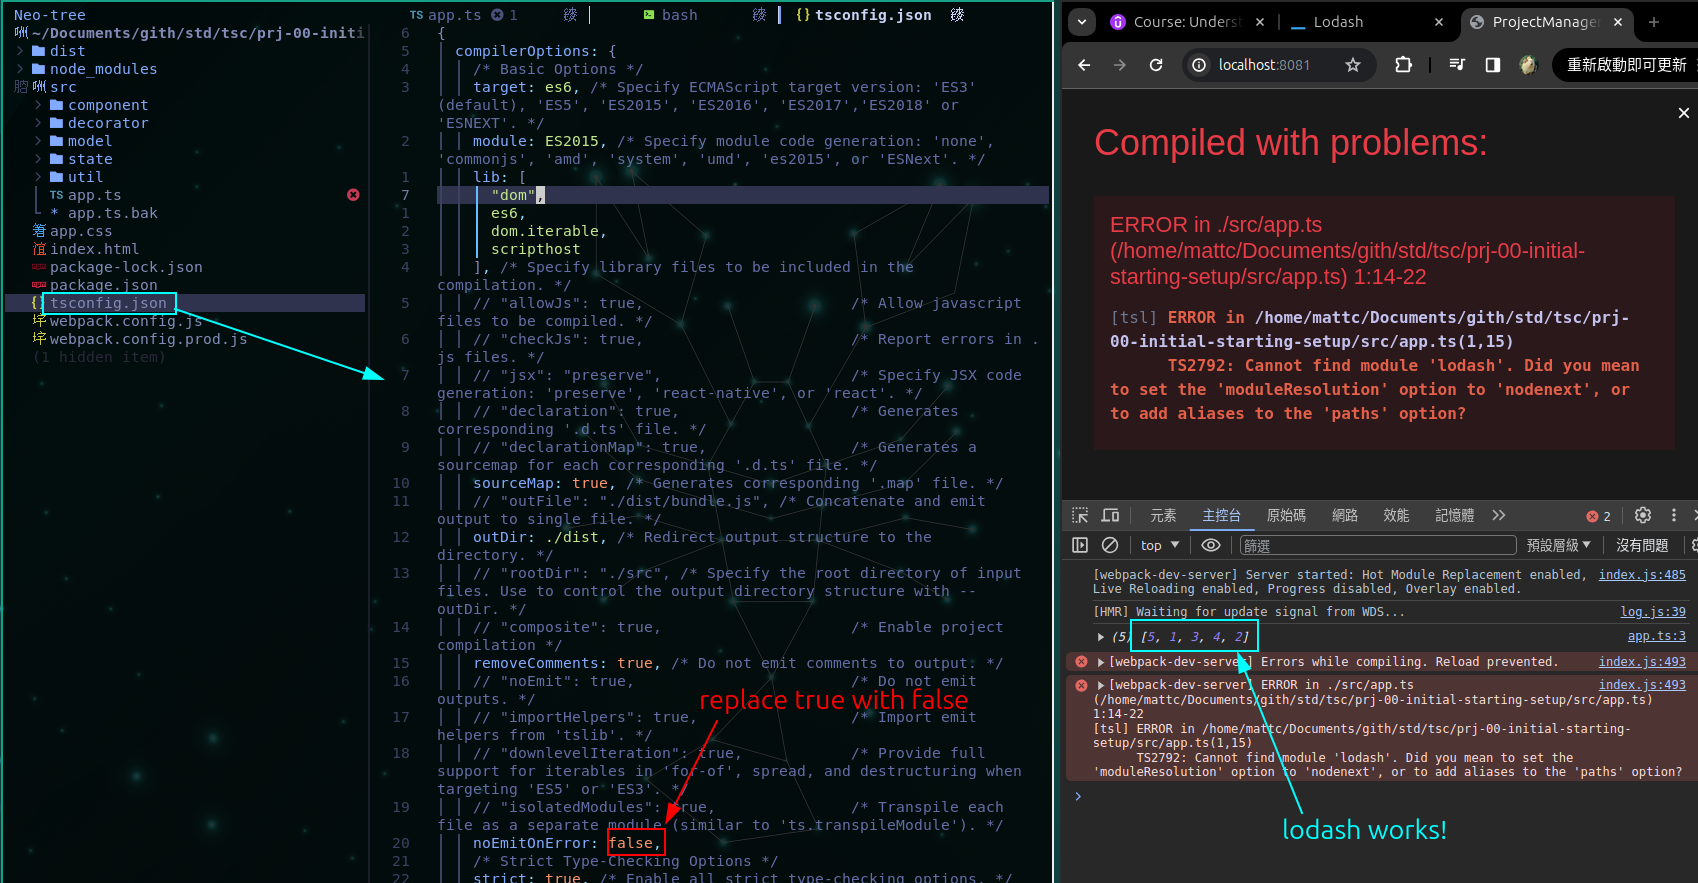 Neo-tree
~/Documents/gith/std/tsc/prj-00-initi
dist
node_modules
src
component
decorator
model
state
util
TS app.ts
* app.ts.bak
app.css
index.html
package-lock.json
package.json
{} tsconfig.json
webpack.config.js
webpack.config.prod.js
(1 hidden item)
TS app.ts 1
bash
{} tsconfig.json
6 {
5 compilerOptions: {
4 /* Basic Options */
3 target: es6, /* Specify ECMAScript target version: 'ES3'
(default), 'ES5', 'ES2015', 'ES2016', 'ES2017','ES2018' or
'ESNEXT'. */
2 module: ES2015, /* Specify module code generation: 'none',
'commonjs', 'amd', 'system', 'umd', 'es2015', or 'ESNext'. */
1 lib: [
7 "dom",
1 es6,
2 dom.iterable,
3 scripthost
4 ], /* Specify library files to be included in the
compilation. */
5 // "allowJs": true, /* Allow javascript
files to be compiled. */
6 // "checkJs": true, /* Report errors in .
js files. */
7 // "jsx": "preserve", /* Specify JSX code
generation: 'preserve', 'react-native', or 'react'. */
8 // "declaration": true, /* Generates
corresponding '.d.ts' file. */
9 // "declarationMap": true, /* Generates a
sourcemap for each corresponding '.d.ts' file. */
10 sourceMap: true, /* Generates corresponding '.map' file. */
11 // "outFile": "./dist/bundle.js", /* Concatenate and emit
output to single file. */
12 outDir: ./dist, /* Redirect output structure to the
directory. */
13 // "rootDir": "./src", /* Specify the root directory of input
files. Use to control the output directory structure with --
outDir. */
14 // "composite": true, /* Enable project
compilation */
15 removeComments: true, /* Do not emit comments to output. */
16 // "noEmit": true, /* Do not emit
outputs. */
17 // "importHelpers": true, /* Import emit
helpers from 'tslib'. */
18 // "downlevelIteration": true, /* Provide full
support for iterables in 'for-of', spread, and destructuring when
targeting 'ES5' or 'ES3'. */
19 // "isolatedModules": true, /* Transpile each
file as a separate module (similar to 'ts.transpileModule'). */
20 noEmitOnError: false,
21 /* Strict Type-Checking Options */
22 strict: true, /* Enable all strict type-checking options. */
replace true with false
Course: Underst
Lodash
ProjectManage
localhost:8081
重新啟動即可更新
Compiled with problems:
ERROR in ./src/app.ts
(/home/mattc/Documents/gith/std/tsc/prj-00-initial-
starting-setup/src/app.ts) 1:14-22
[tsl] ERROR in /home/mattc/Documents/gith/std/tsc/prj-
00-initial-starting-setup/src/app.ts(1,15)
TS2792: Cannot find module 'lodash'. Did you mean
to set the 'moduleResolution' option to 'nodenext', or
to add aliases to the 'paths' option?
元素 主控台 原始碼 網路 效能 記憶體 2
top 篩選 預設層級 沒有問題
[webpack-dev-server] Server started: Hot Module Replacement enabled, index.js:485
Live Reloading enabled, Progress disabled, Overlay enabled.
[HMR] Waiting for update signal from WDS... log.js:39
(5) [5, 1, 3, 4, 2] app.ts:3
[webpack-dev-server] Errors while compiling. Reload prevented. index.js:493
[webpack-dev-server] ERROR in ./src/app.ts index.js:493
(/home/mattc/Documents/gith/std/tsc/prj-00-initial-starting-setup/src/app.ts)
1:14-22
[tsl] ERROR in /home/mattc/Documents/gith/std/tsc/prj-00-initial-starting-
setup/src/app.ts(1,15)
TS2792: Cannot find module 'lodash'. Did you mean to set the
'moduleResolution' option to 'nodenext', or to add aliases to the 'paths' option?
lodash works!